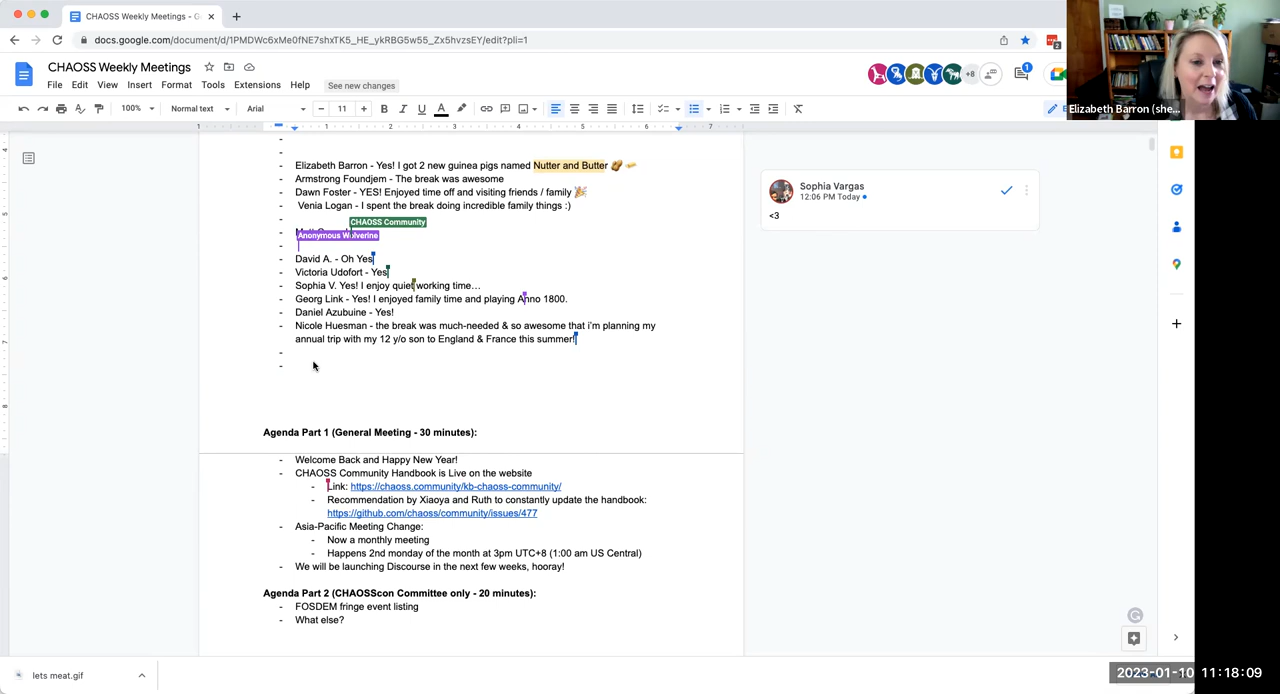 CHAOSS Weekly Meetings - G
docs.google.com/document/d/1PMDWc6xMe0fNE7shxTK5_HE_ykRBG5w55_Zx5hvzsEY/edit?pli=1
2
CHAOSS Weekly Meetings
File Edit View Insert Format Tools Extensions Help See new changes
+8
1
100% Normal text Arial 11
Elizabeth Barron (she...
1 1 2 3 4 5 6 7
- 
- 
- Elizabeth Barron - Yes! I got 2 new guinea pigs named Nutter and Butter 🥜 🧈
- Armstrong Foundjem - The break was awesome
- Dawn Foster - YES! Enjoyed time off and visiting friends / family 🎉
- Venia Logan - I spent the break doing incredible family things :)
- 
CHAOSS Community
- 
Anonymous Wolverine
- 
- David A. - Oh Yes
- Victoria Udofort - Yes
- Sophia V. Yes! I enjoy quiet working time...
- Georg Link - Yes! I enjoyed family time and playing Anno 1800.
- Daniel Azubuine - Yes!
- Nicole Huesman - the break was much-needed & so awesome that i'm planning my
annual trip with my 12 y/o son to England & France this summer!
- 
- 
Sophia Vargas
12:06 PM Today
<3
Agenda Part 1 (General Meeting - 30 minutes):
- Welcome Back and Happy New Year!
- CHAOSS Community Handbook is Live on the website
- Link: https://chaoss.community/kb-chaoss-community/
- Recommendation by Xiaoya and Ruth to constantly update the handbook:
https://github.com/chaoss/community/issues/477
- Asia-Pacific Meeting Change:
- Now a monthly meeting
- Happens 2nd monday of the month at 3pm UTC+8 (1:00 am US Central)
- We will be launching Discourse in the next few weeks, hooray!
Agenda Part 2 (CHAOSScon Committee only - 20 minutes):
- FOSDEM fringe event listing
- What else?
lets meat.gif
2023-01-10 11:18:09